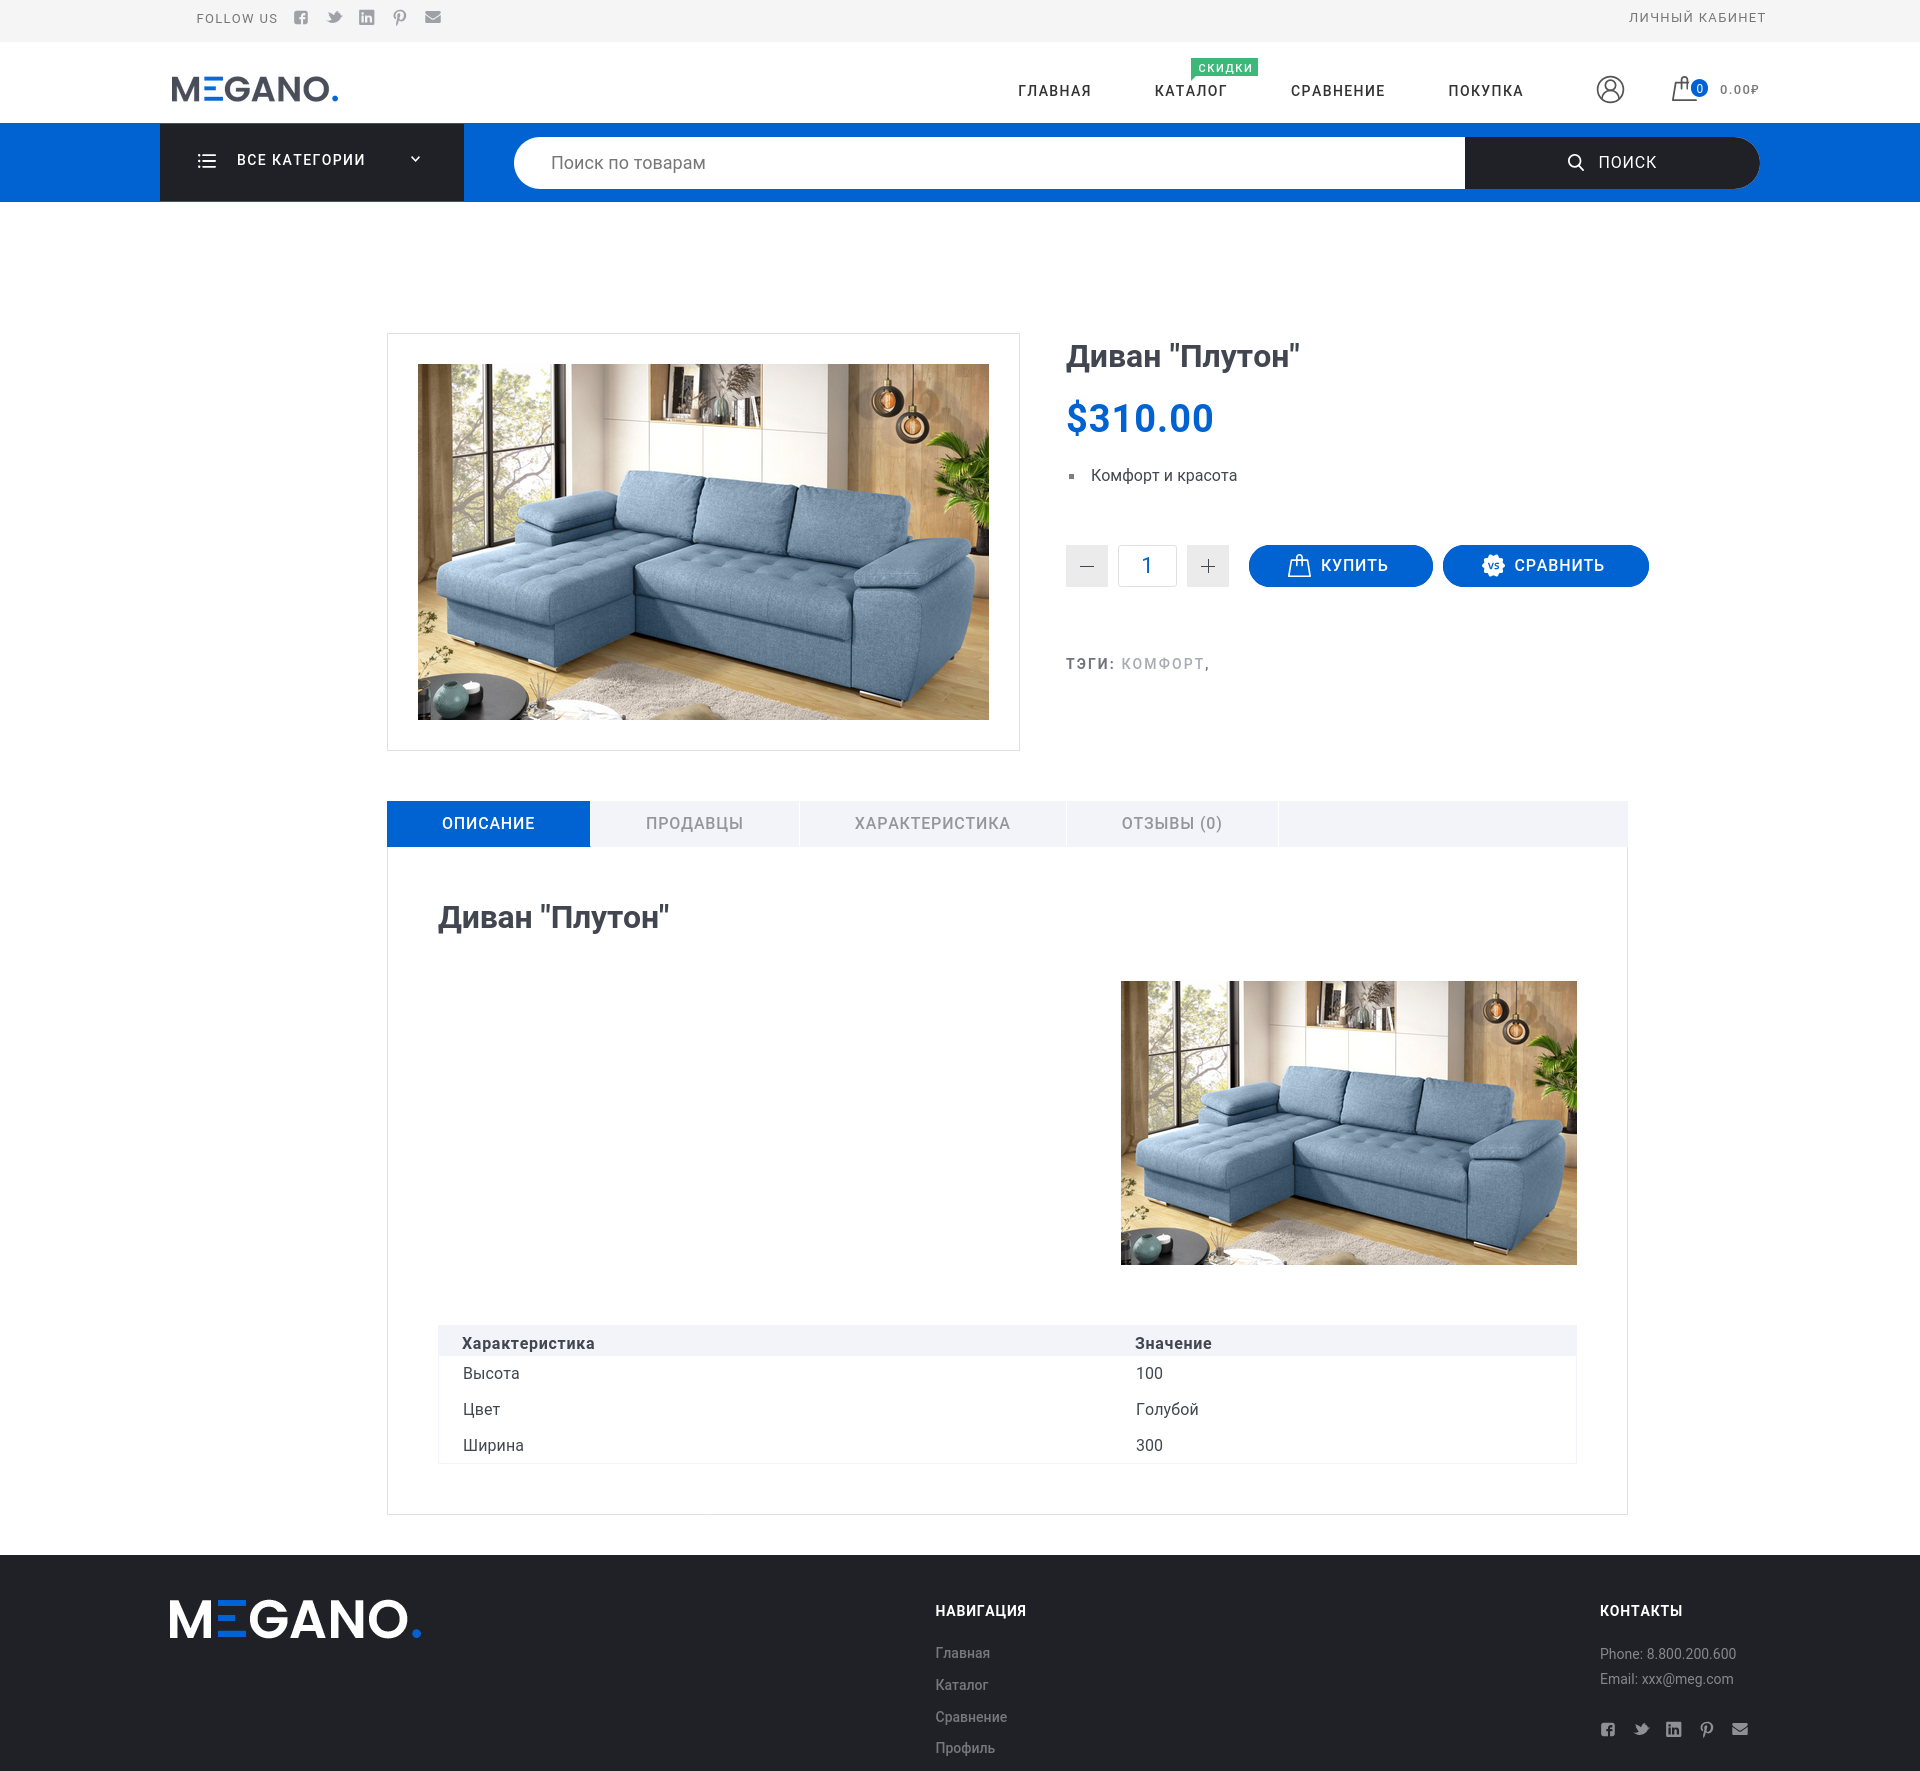 FOLLOW US
ЛИЧНЫЙ КАБИНЕТ
MEGANO.
ГЛАВНАЯ
СКИДКИ
КАТАЛОГ
СРАВНЕНИЕ
ПОКУПКА
0
0.00₽
ВСЕ КАТЕГОРИИ
Поиск по товарам
ПОИСК
Диван "Плутон"
$310.00
Комфорт и красота
1
КУПИТЬ
VS СРАВНИТЬ
ТЭГИ: КОМФОРТ,
ОПИСАНИЕ
ПРОДАВЦЫ
ХАРАКТЕРИСТИКА
ОТЗЫВЫ (0)
Диван "Плутон"
Характеристика Значение
Высота 100
Цвет Голубой
Ширина 300
MEGANO.
НАВИГАЦИЯ
Главная
Каталог
Сравнение
Профиль
КОНТАКТЫ
Phone: 8.800.200.600
Email: xxx@meg.com